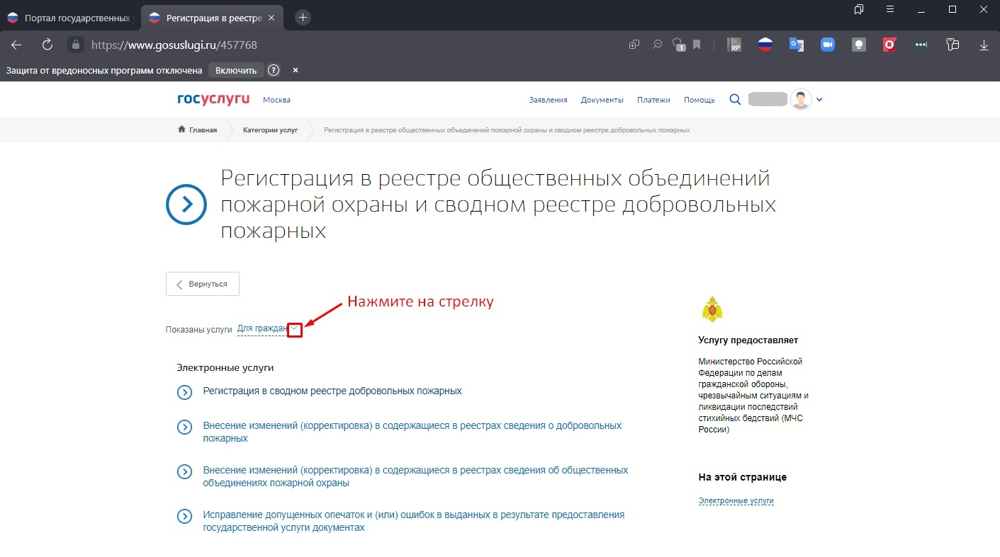 Портал государственных у
Регистрация в реестре
https://www.gosuslugi.ru/457768
1
RP
G
R
Защита от вредоносных программ отключена
Включить
?
госуслуги
Москва
Заявления
Документы
Платежи
Помощь
Главная
Категории услуг
Регистрация в реестре общественных объединений пожарной охраны и сводном реестре добровольных пожарных
Регистрация в реестре общественных объединений
пожарной охраны и сводном реестре добровольных
пожарных
Вернуться
Нажмите на стрелку
Показаны услуги Для граждан
Электронные услуги
Регистрация в сводном реестре добровольных пожарных
Внесение изменений (корректировка) в содержащиеся в реестрах сведения о добровольных
пожарных
Внесение изменений (корректировка) в содержащиеся в реестрах сведения об общественных
объединениях пожарной охраны
Исправление допущенных опечаток и (или) ошибок в выданных в результате предоставления
государственной услуги документах
Услугу предоставляет
Министерство Российской
Федерации по делам
гражданской обороны,
чрезвычайным ситуациям и
ликвидации последствий
стихийных бедствий (МЧС
России)
На этой странице
Электронные услуги